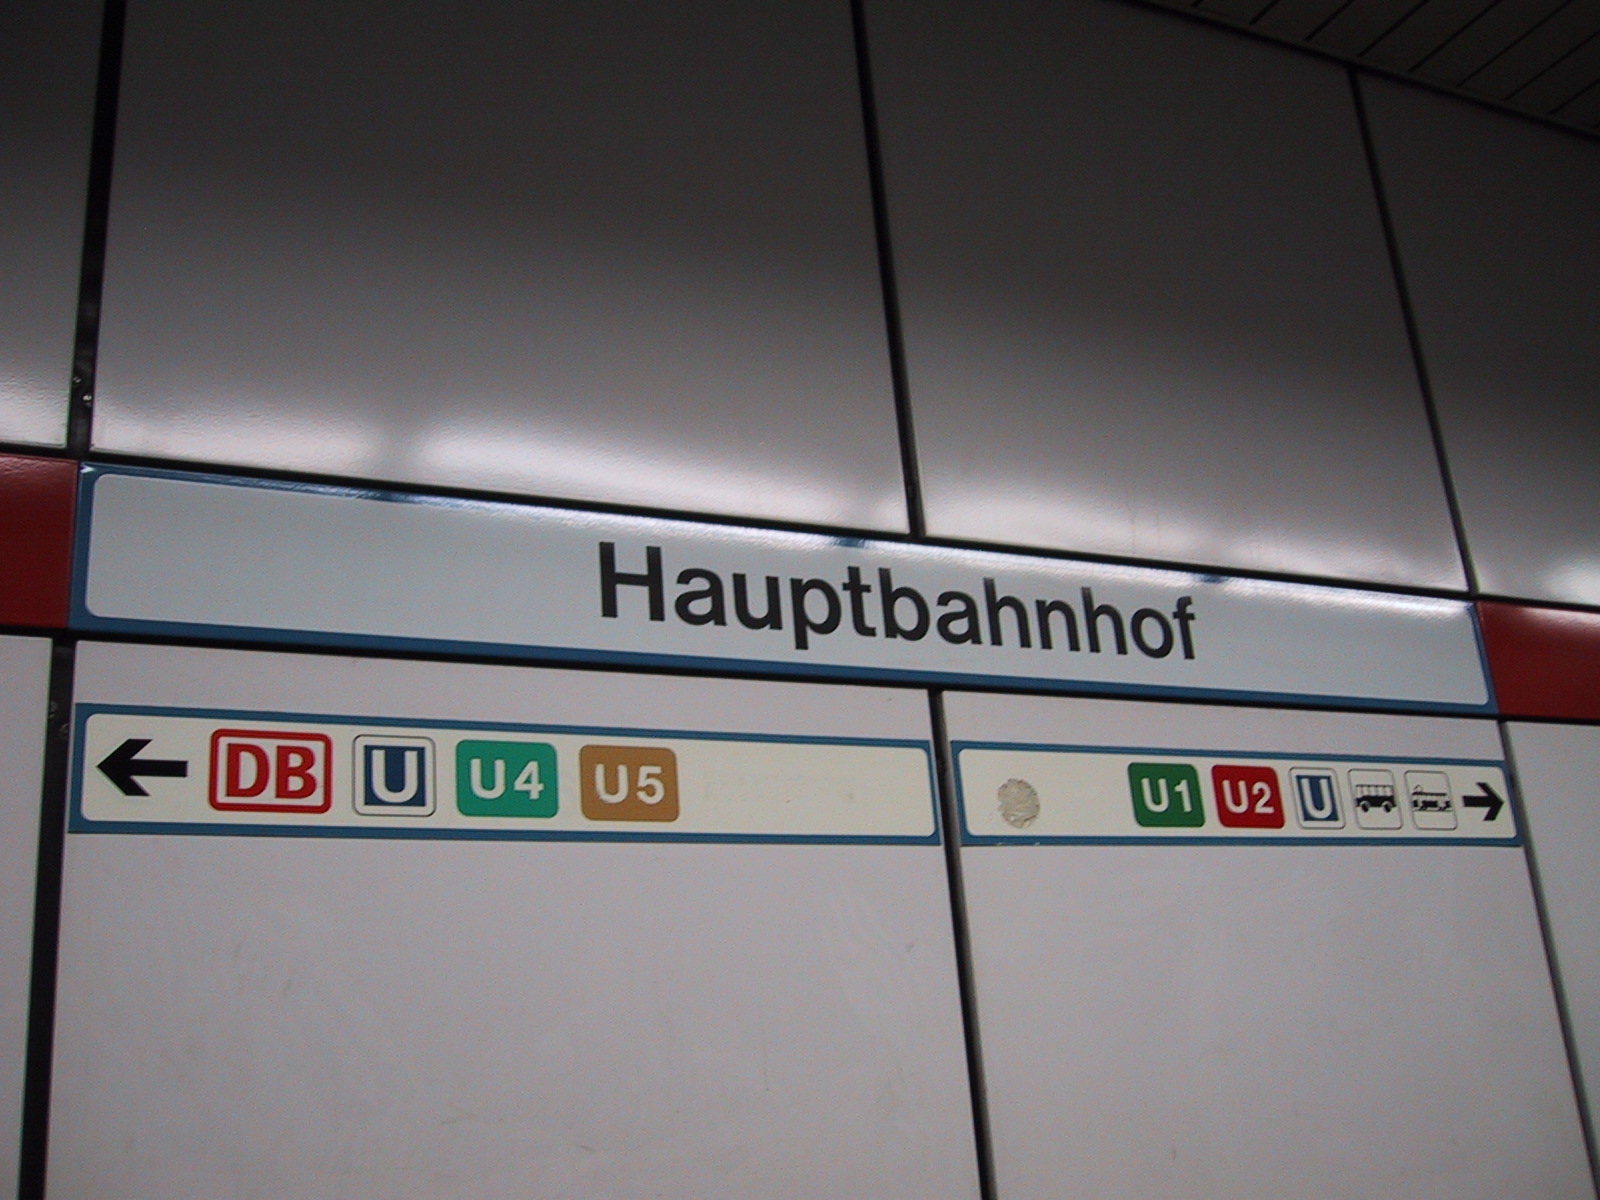 Hauptbahnhof
DB U U4 U5
U1 U2 U